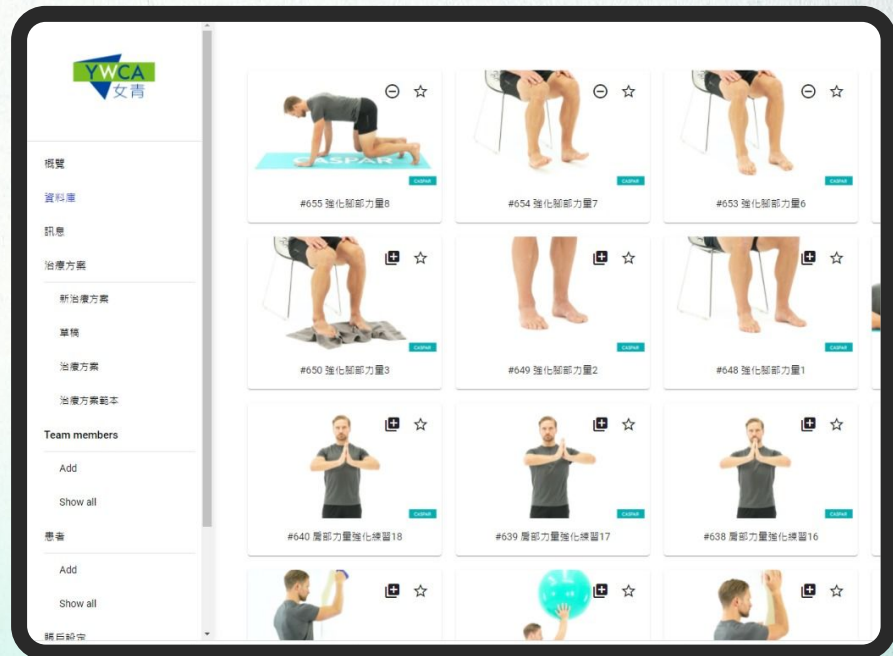 YWCA
女青
概覽
資料庫
訊息
治療方案
新治療方案
草稿
治療方案
治療方案範本
Team members
Add
Show all
患者
Add
Show all
賬戶設定
CASPAR
CASPAR
#655 強化腳部力量8
CASPAR
#654 強化腳部力量7
CASPAR
#653 強化腳部力量6
CASPAR
#650 強化腳部力量3
CASPAR
#649 強化腳部力量2
CASPAR
#648 強化腳部力量1
CASPAR
#640 肩部力量強化練習18
CASPAR
#639 肩部力量強化練習17
CASPAR
#638 肩部力量強化練習16